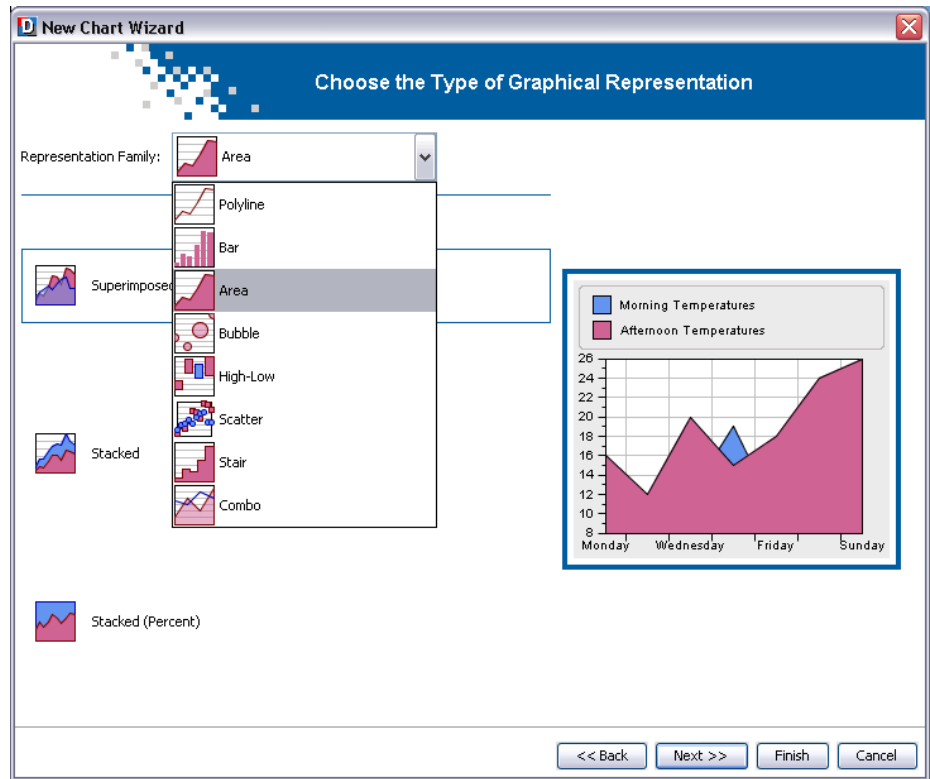 New Chart Wizard
Choose the Type of Graphical Representation
Representation Family:
Area
Polyline
Bar
Area
Bubble
High-Low
Scatter
Stair
Combo
Superimposed
Stacked
Stacked (Percent)
Morning Temperatures
Afternoon Temperatures
26
24
22
20
18
16
14
12
10
8
Monday Wednesday Friday Sunday
<< Back Next >> Finish Cancel